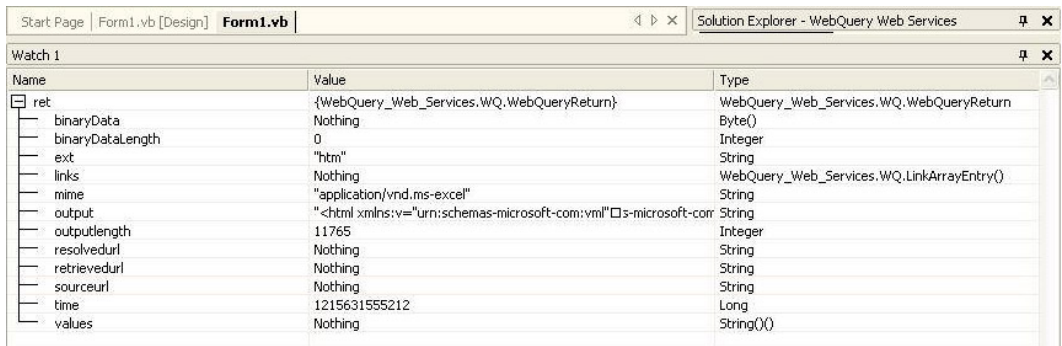 Start Page Form1.vb [Design] Form1.vb Solution Explorer - WebQuery Web Services
Watch 1
Name Value Type
ret {WebQuery_Web_Services.WQ.WebQueryReturn} WebQuery_Web_Services.WQ.WebQueryReturn
binaryData Nothing Byte()
binaryDataLength 0 Integer
ext "htm" String
links Nothing WebQuery_Web_Services.WQ.LinkArrayEntry()
mime "application/vnd.ms-excel" String
output "<html xmlns:v="urn:schemas-microsoft-com:vml"□s-microsoft-com String
outputlength 11765 Integer
resolvedurl Nothing String
retrievedurl Nothing String
sourceurl Nothing String
time 1215631555212 Long
values Nothing String()()